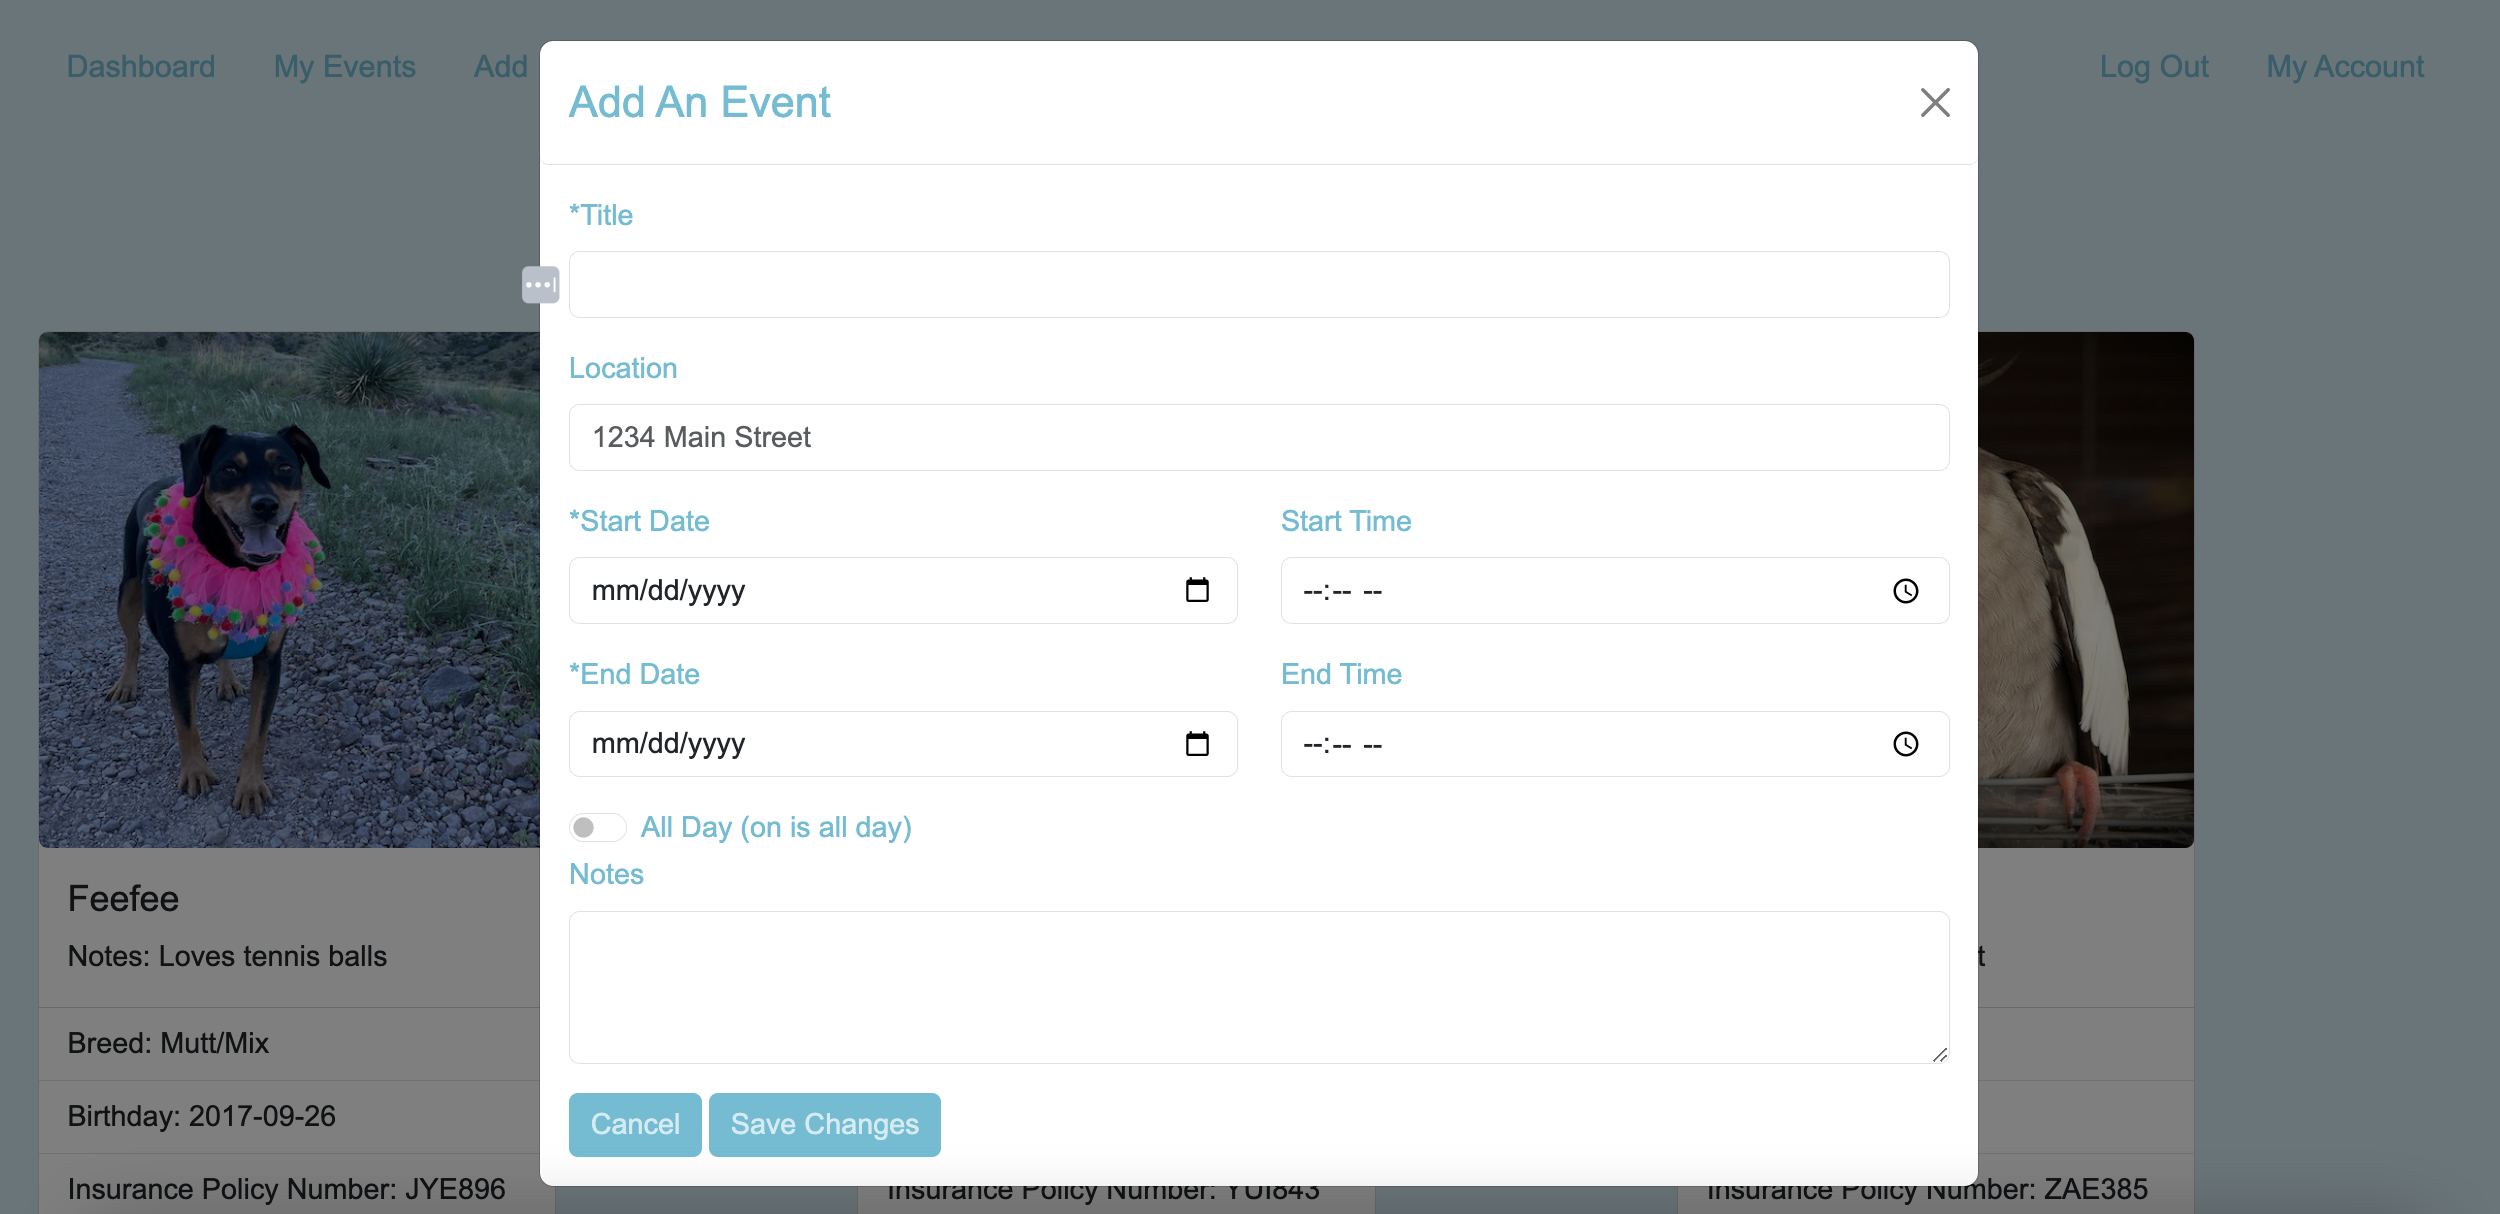 Dashboard My Events Add Log Out My Account
Add An Event
*Title
Location
1234 Main Street
*Start Date Start Time
mm/dd/yyyy --:-- --
*End Date End Time
mm/dd/yyyy --:-- --
All Day (on is all day)
Notes
Cancel Save Changes
Feefee
Notes: Loves tennis balls
Breed: Mutt/Mix
Birthday: 2017-09-26
Insurance Policy Number: JYE896
Insurance Policy Number: YUI843
Insurance Policy Number: ZAE385